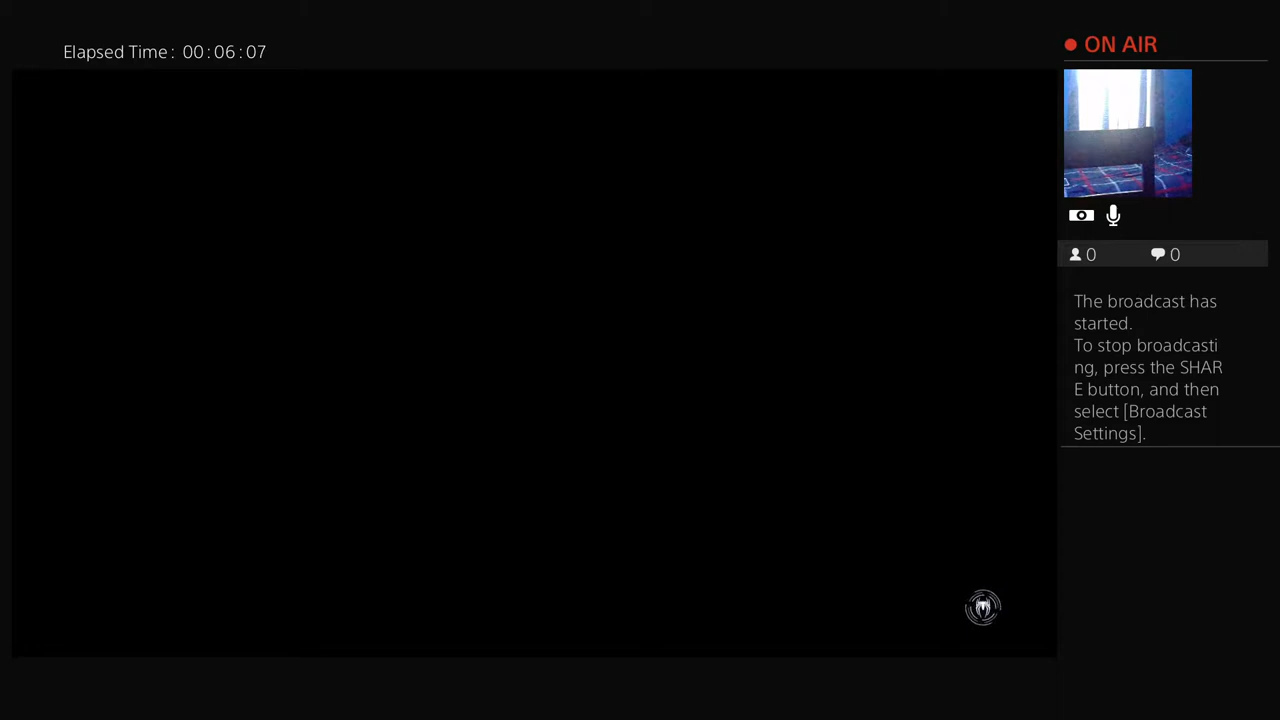 Elapsed Time: 00:06:07
ON AIR
0
0
The broadcast has
started.
To stop broadcasti
ng, press the SHAR
E button, and then
select [Broadcast
Settings].